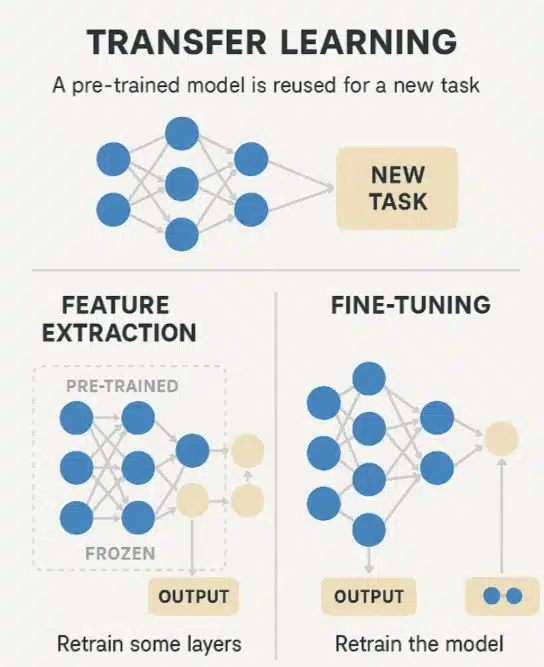 TRANSFER LEARNING
A pre-trained model is reused for a new task
NEW
TASK
FEATURE
EXTRACTION
PRE-TRAINED
FROZEN
OUTPUT
Retrain some layers
FINE-TUNING
OUTPUT
Retrain the model